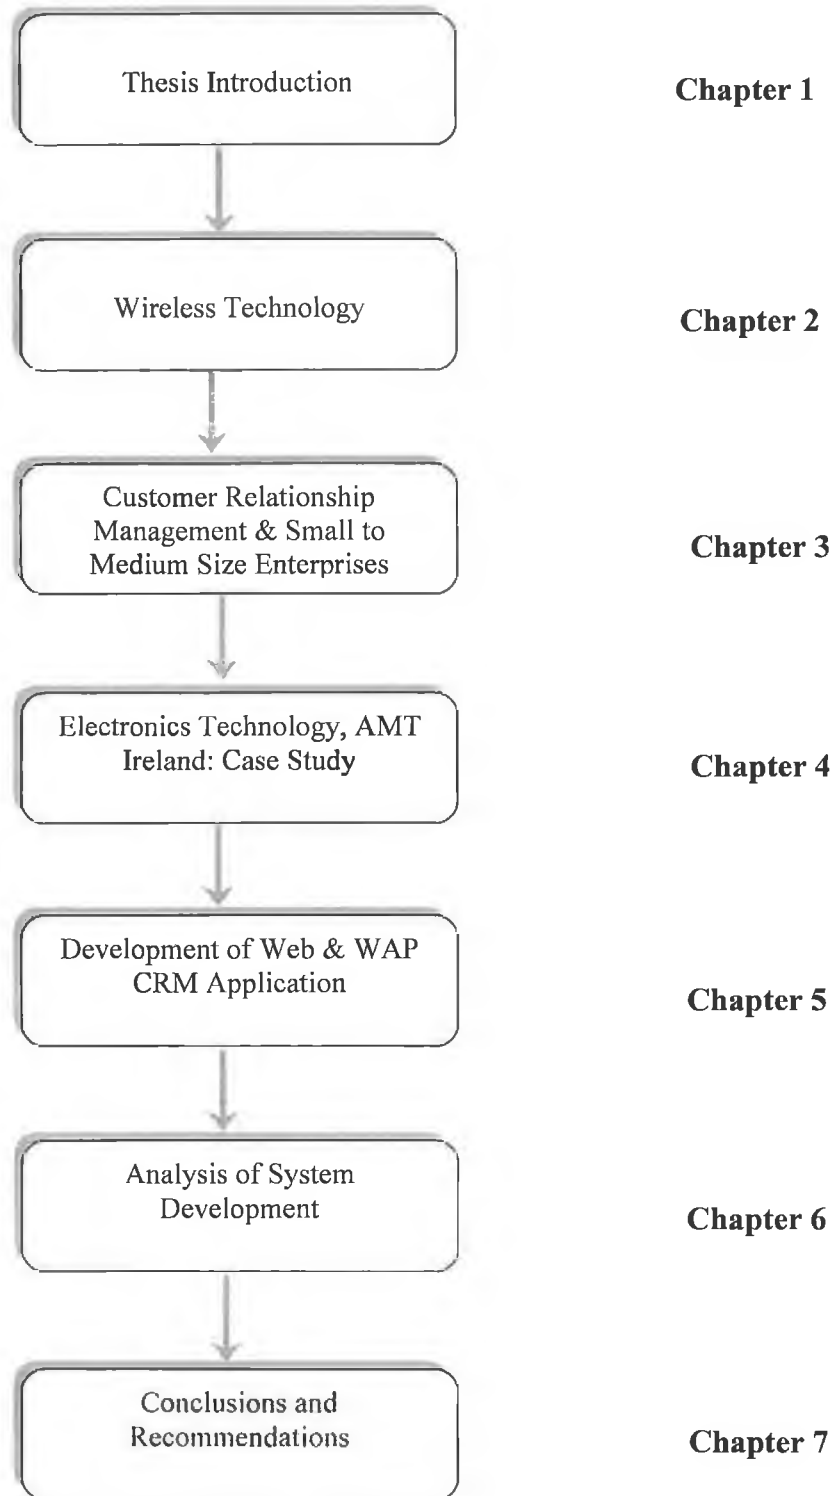 Thesis Introduction
Chapter 1
Wireless Technology
Chapter 2
Customer Relationship
Management & Small to
Medium Size Enterprises
Chapter 3
Electronics Technology, AMT
Ireland: Case Study
Chapter 4
Development of Web & WAP
CRM Application
Chapter 5
Analysis of System
Development
Chapter 6
Conclusions and
Recommendations
Chapter 7